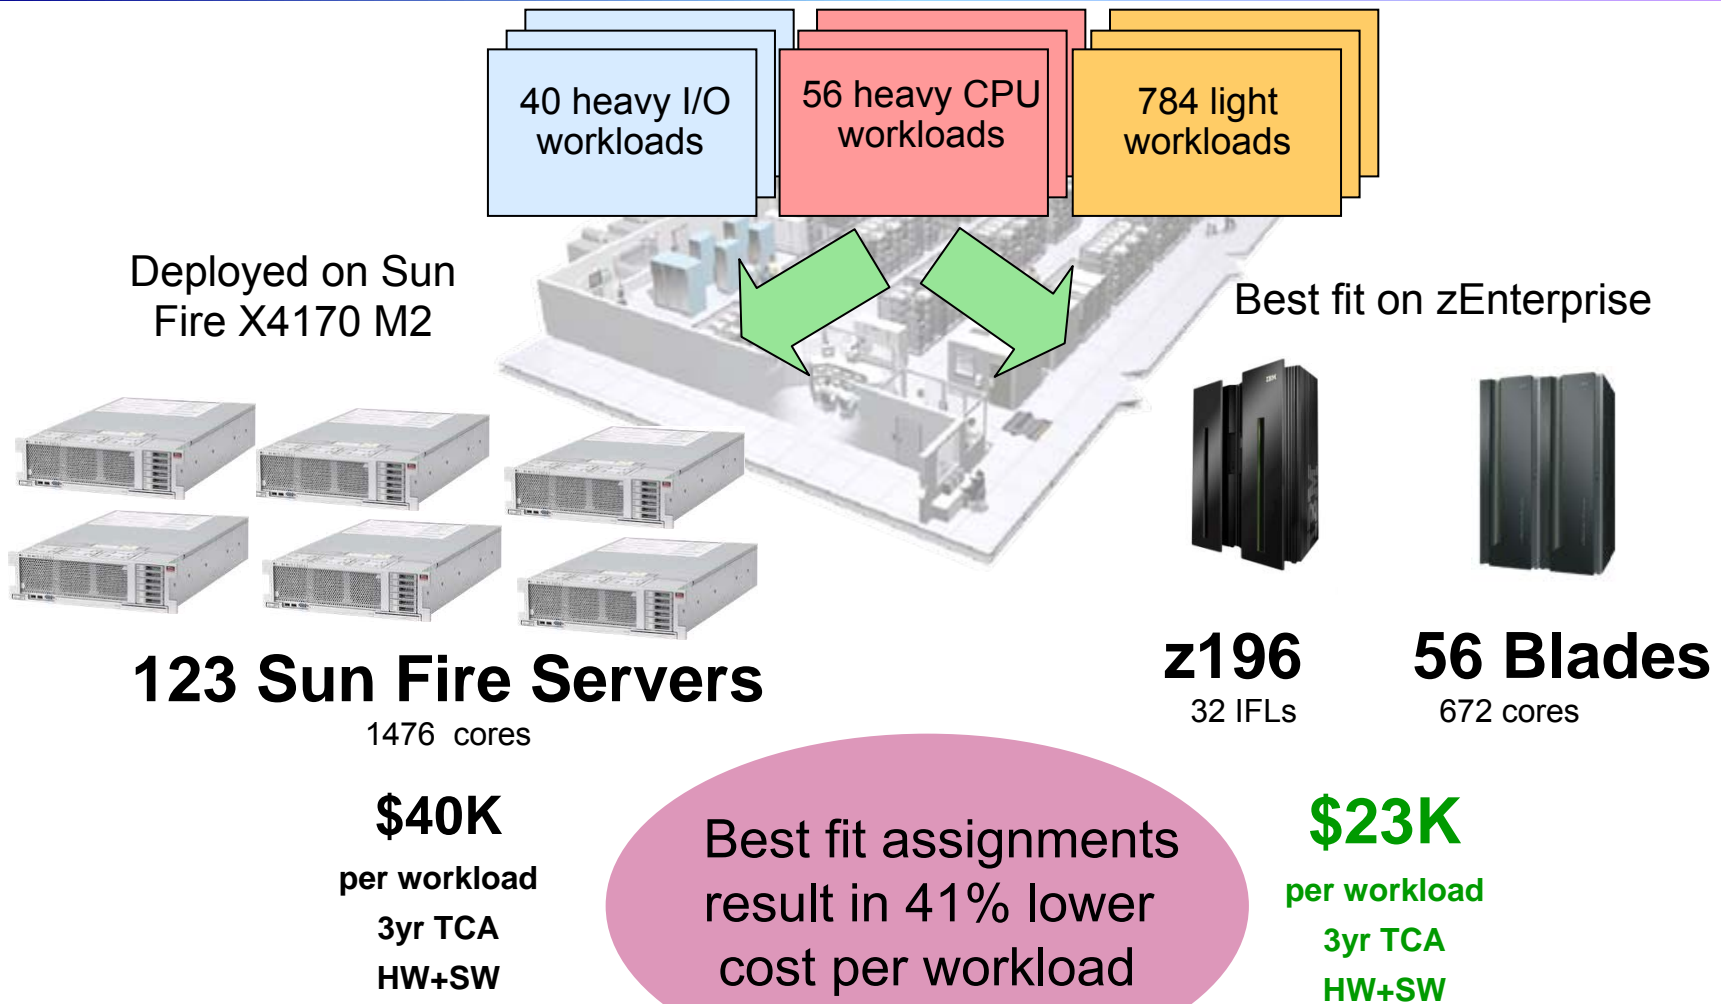 40 heavy I/O
workloads
56 heavy CPU
workloads
784 light
workloads
Deployed on Sun
Fire X4170 M2
Best fit on zEnterprise
IBM
123 Sun Fire Servers
1476 cores
z196
32 IFLs
56 Blades
672 cores
$40K
per workload
3yr TCA
HW+SW
Best fit assignments
result in 41% lower
cost per workload
$23K
per workload
3yr TCA
HW+SW